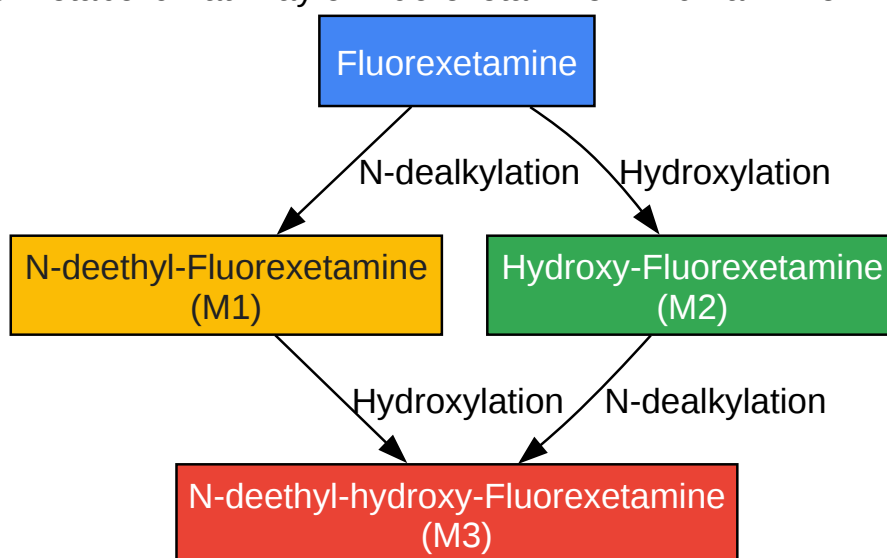 Fluorexetamine
N-dealkylation
Hydroxylation
N-deethyl-Fluorexetamine
(M1)
Hydroxy-Fluorexetamine
(M2)
Hydroxylation
N-dealkylation
N-deethyl-hydroxy-Fluorexetamine
(M3)